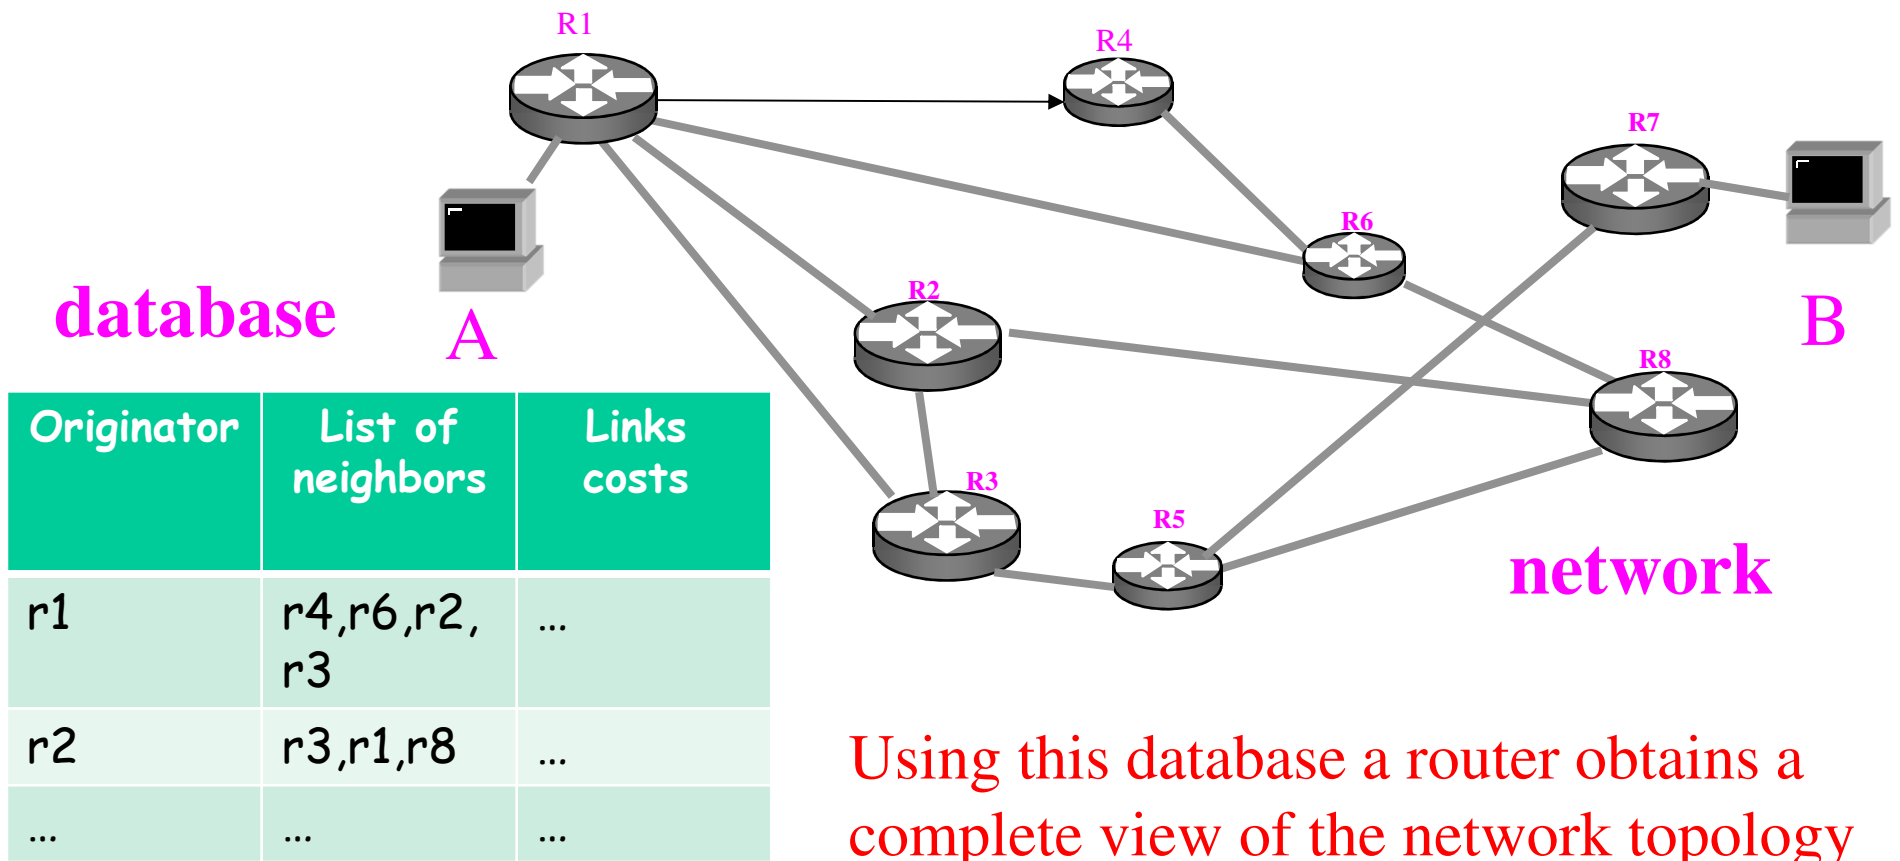 R1
R4
R7
R6
R2
database
A
B
R8
Originator
List of
neighbors
Links
costs
R3
R5
network
r1
r4,r6,r2,
r3
...
r2
r3,r1,r8
...
...
...
...
Using this database a router obtains a
complete view of the network topology